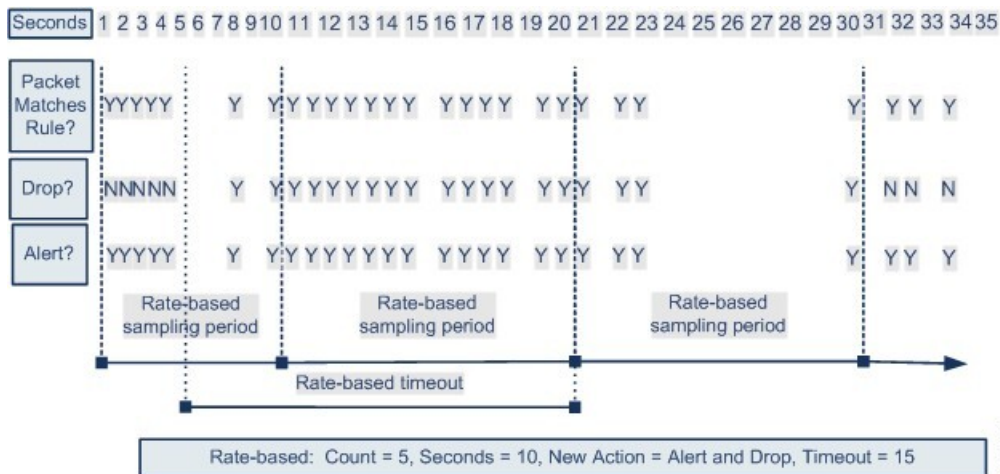 Seconds 1 2 3 4 5 6 7 8 9 10 11 12 13 14 15 16 17 18 19 20 21 22 23 24 25 26 27 28 29 30 31 32 33 34 35
Packet
Matches
Rule?
YYYYY Y Y Y Y Y Y Y Y Y Y Y Y Y Y Y Y Y Y Y Y Y Y
Drop?
NNNNN Y Y Y Y Y Y Y Y Y Y Y Y Y Y Y Y Y Y Y N N N
Alert?
YYYYY Y Y Y Y Y Y Y Y Y Y Y Y Y Y Y Y Y Y Y Y Y Y
Rate-based
sampling period
Rate-based
sampling period
Rate-based
sampling period
Rate-based timeout
Rate-based: Count = 5, Seconds = 10, New Action = Alert and Drop, Timeout = 15